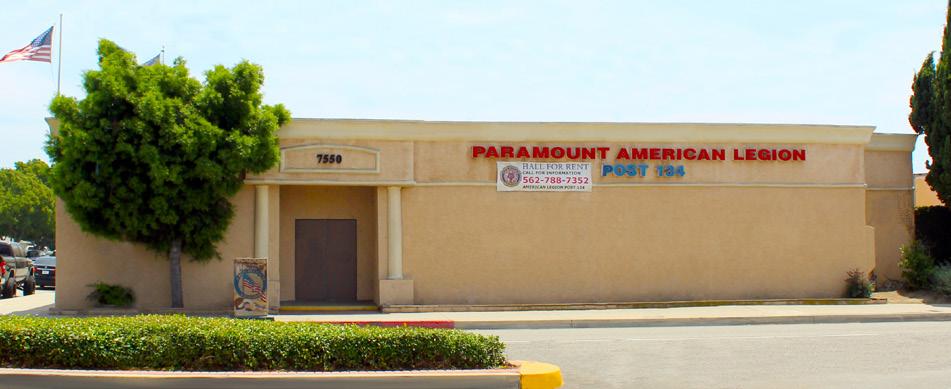 7550
PARAMOUNT AMERICAN LEGION
POST 134
HALL FOR RENT
CALL FOR INFORMATION
562-788-7352
AMERICAN LEGION POST 134